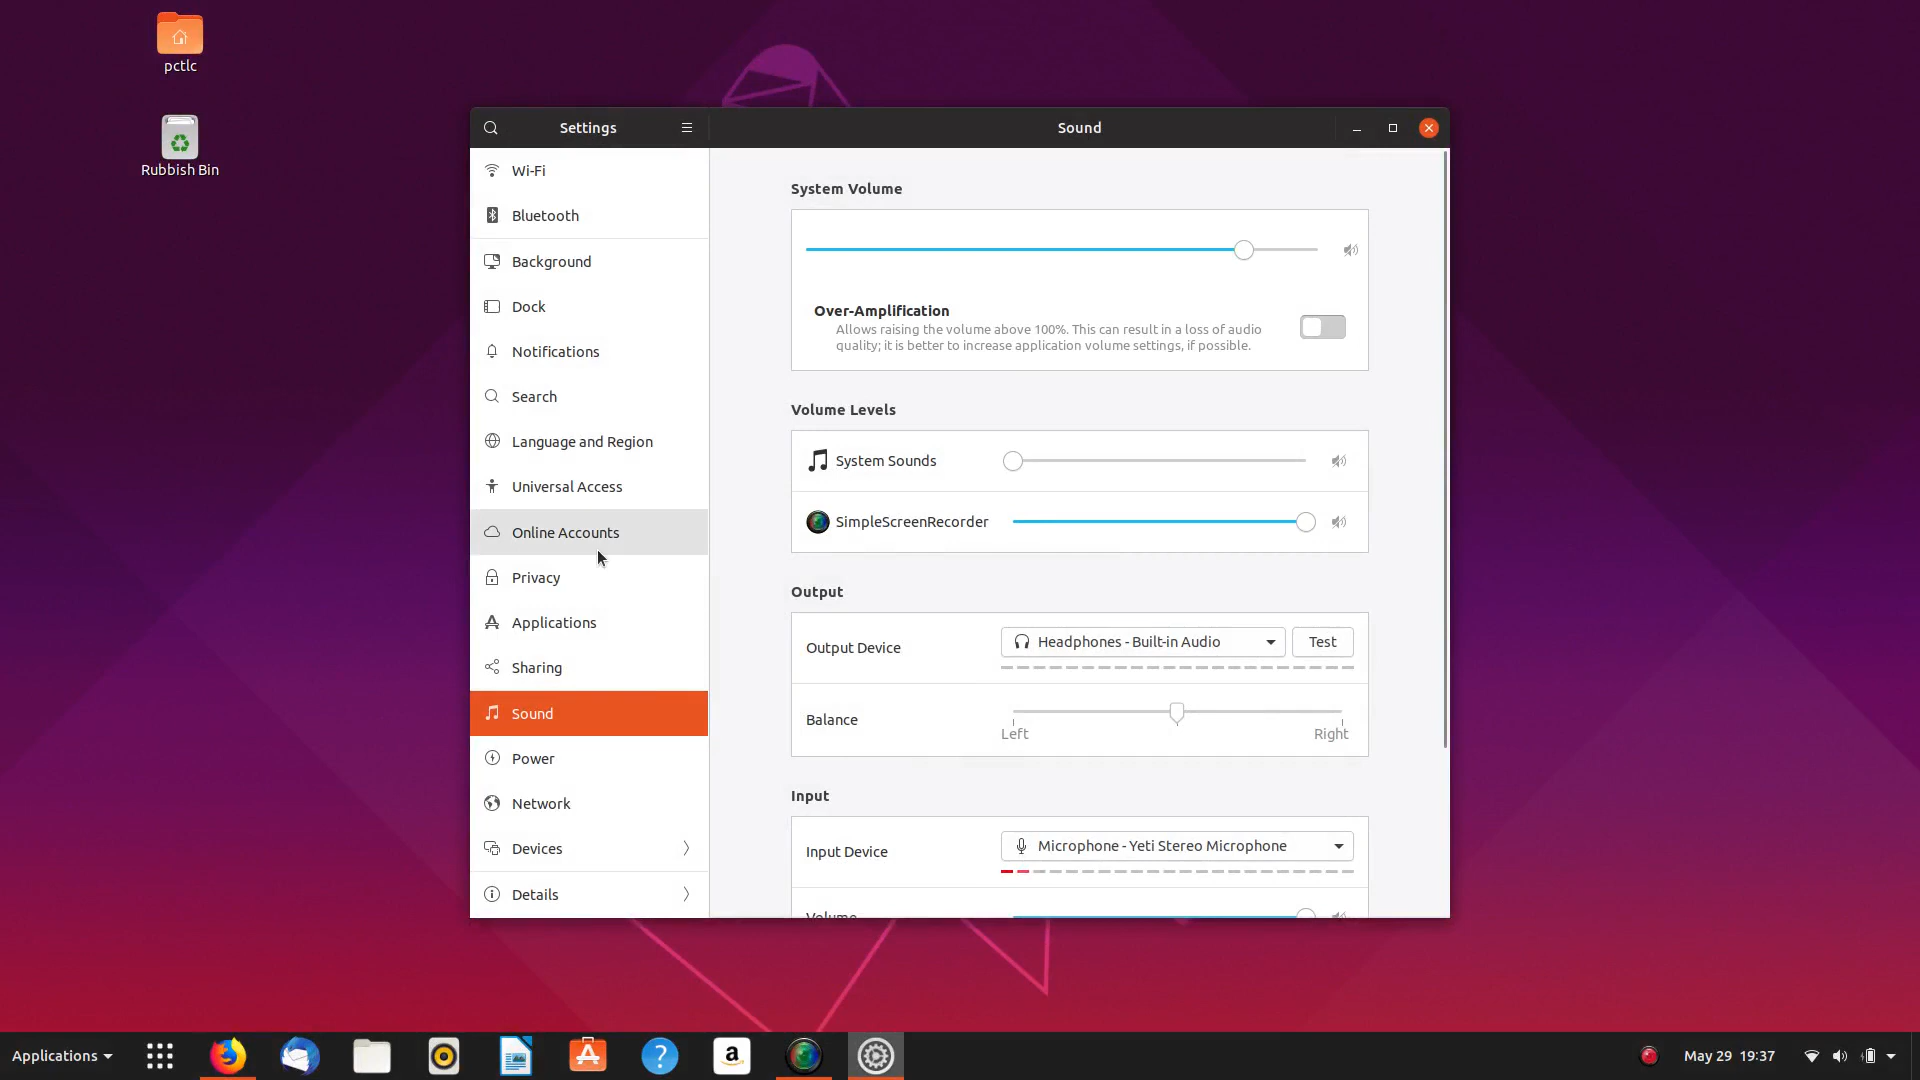 pctlc
Rubbish Bin
Settings
Sound
Wi-Fi
Bluetooth
Background
Dock
Notifications
Search
Language and Region
Universal Access
Online Accounts
Privacy
Applications
Sharing
Sound
Power
Network
Devices
Details
System Volume
Over-Amplification
Allows raising the volume above 100%. This can result in a loss of audio
quality; it is better to increase application volume settings, if possible.
Volume Levels
System Sounds
SimpleScreenRecorder
Output
Output Device
Headphones - Built-in Audio
Test
Balance
Left
Right
Input
Input Device
Microphone - Yeti Stereo Microphone
Volume
Applications
May 29 19:37